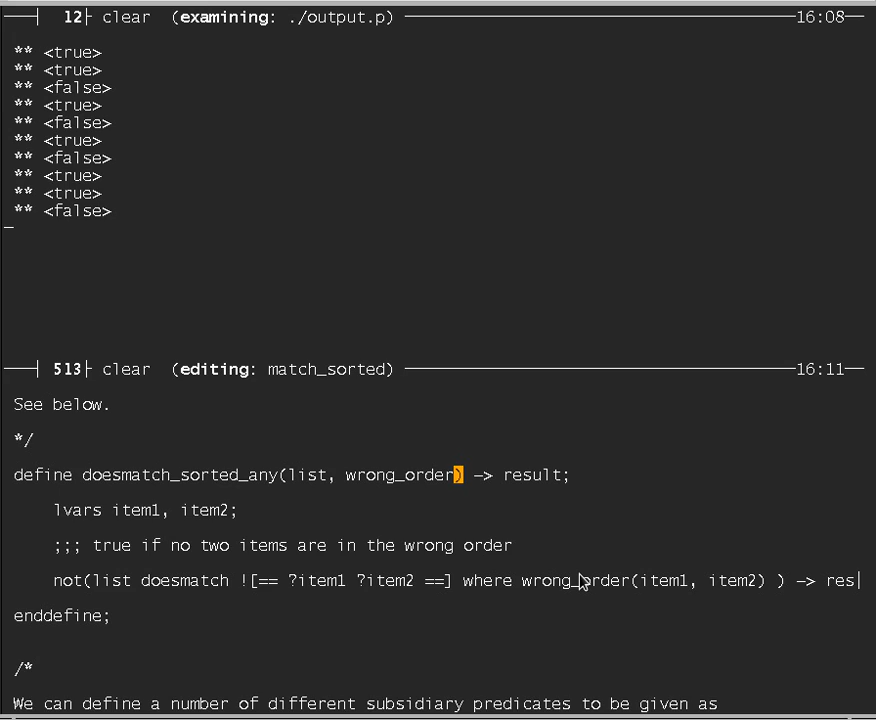 12 clear (examining: ./output.p) 16:08
** <true>
** <true>
** <false>
** <true>
** <false>
** <true>
** <false>
** <true>
** <true>
** <false>
513 clear (editing: match_sorted) 16:11
See below.
*/
define doesmatch_sorted_any(list, wrong_order) -> result;
lvars item1, item2;
;;; true if no two items are in the wrong order
not(list doesmatch ![== ?item1 ?item2 ==] where wrong_order(item1, item2) ) -> res
enddefine;
/*
We can define a number of different subsidiary predicates to be given as